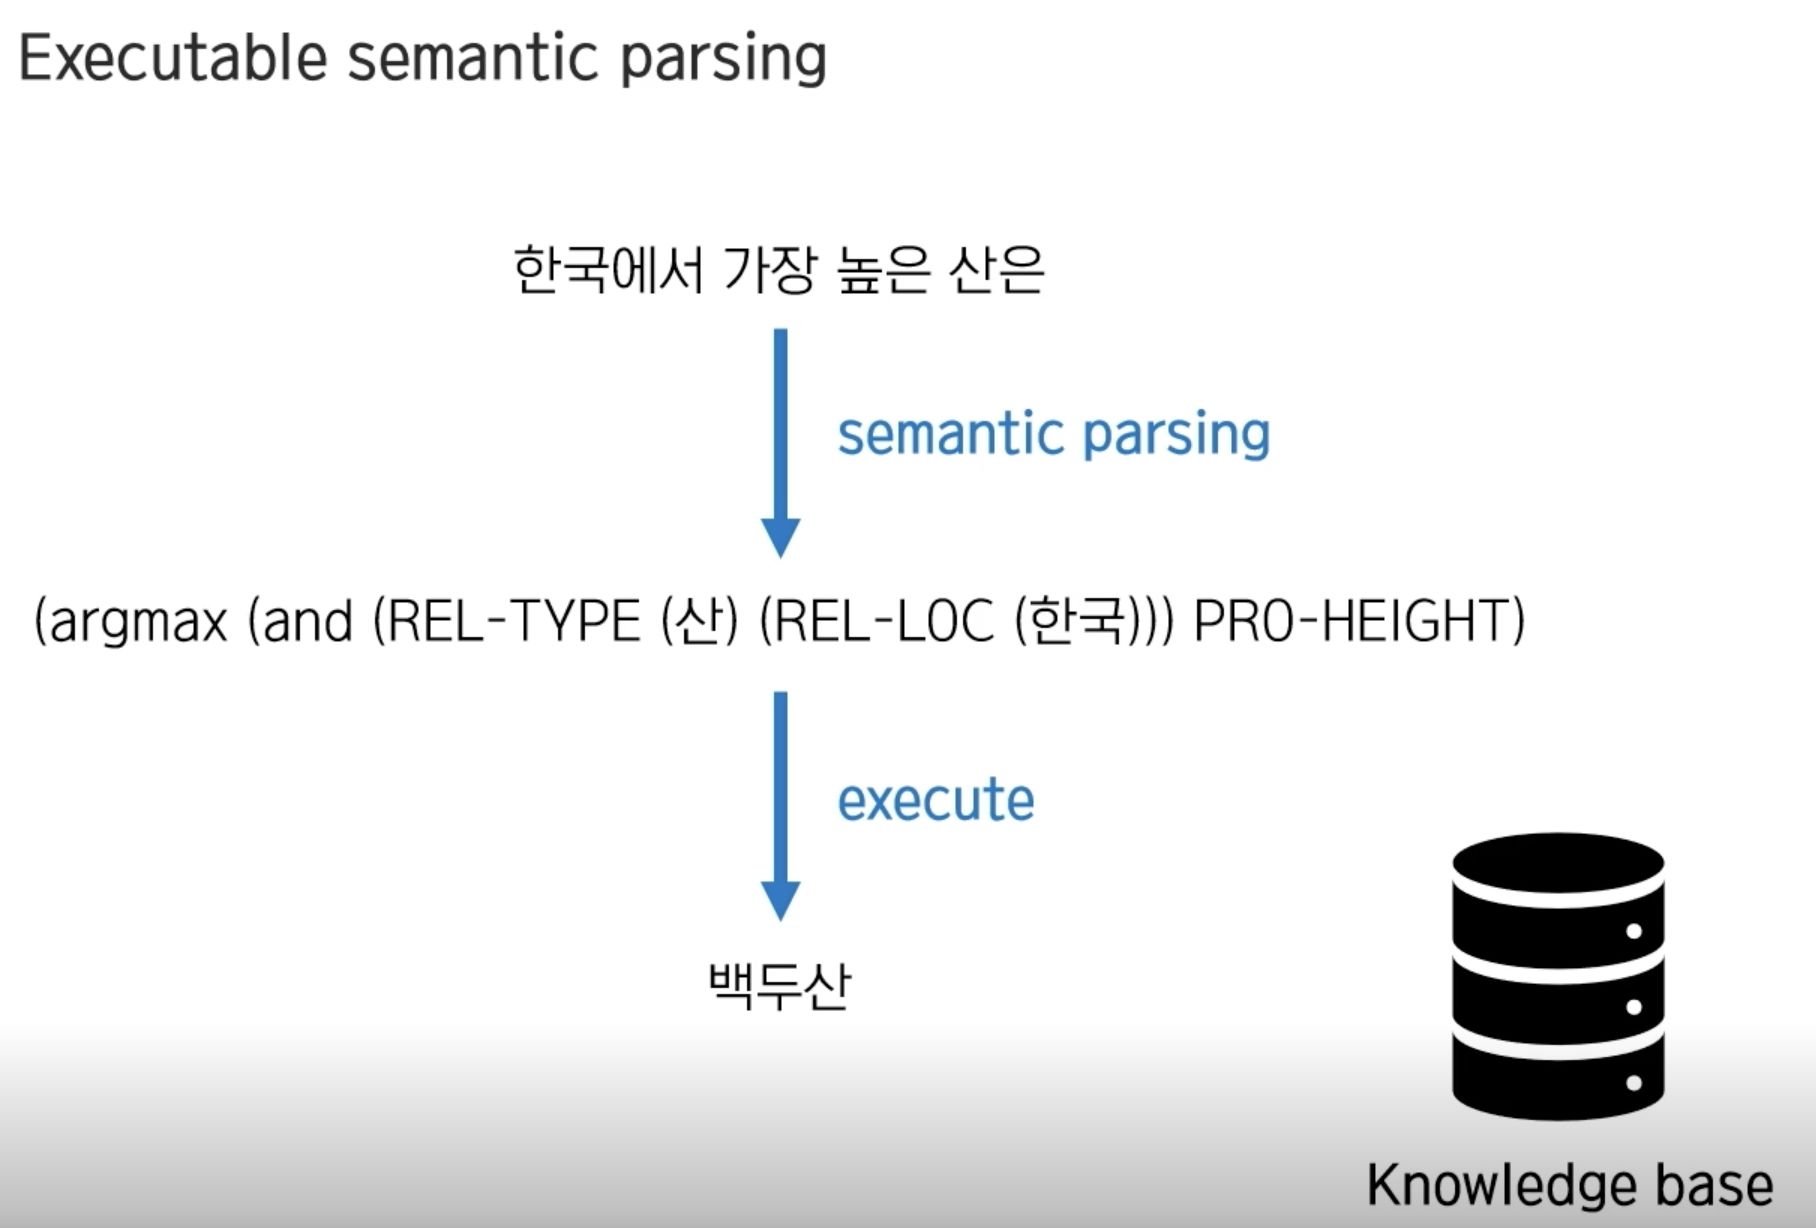 Executable semantic parsing
한국에서 가장 높은 산은
semantic parsing
(argmax (and (REL-TYPE (산) (REL-LOC (한국))) PRO-HEIGHT)
execute
백두산
Knowledge base